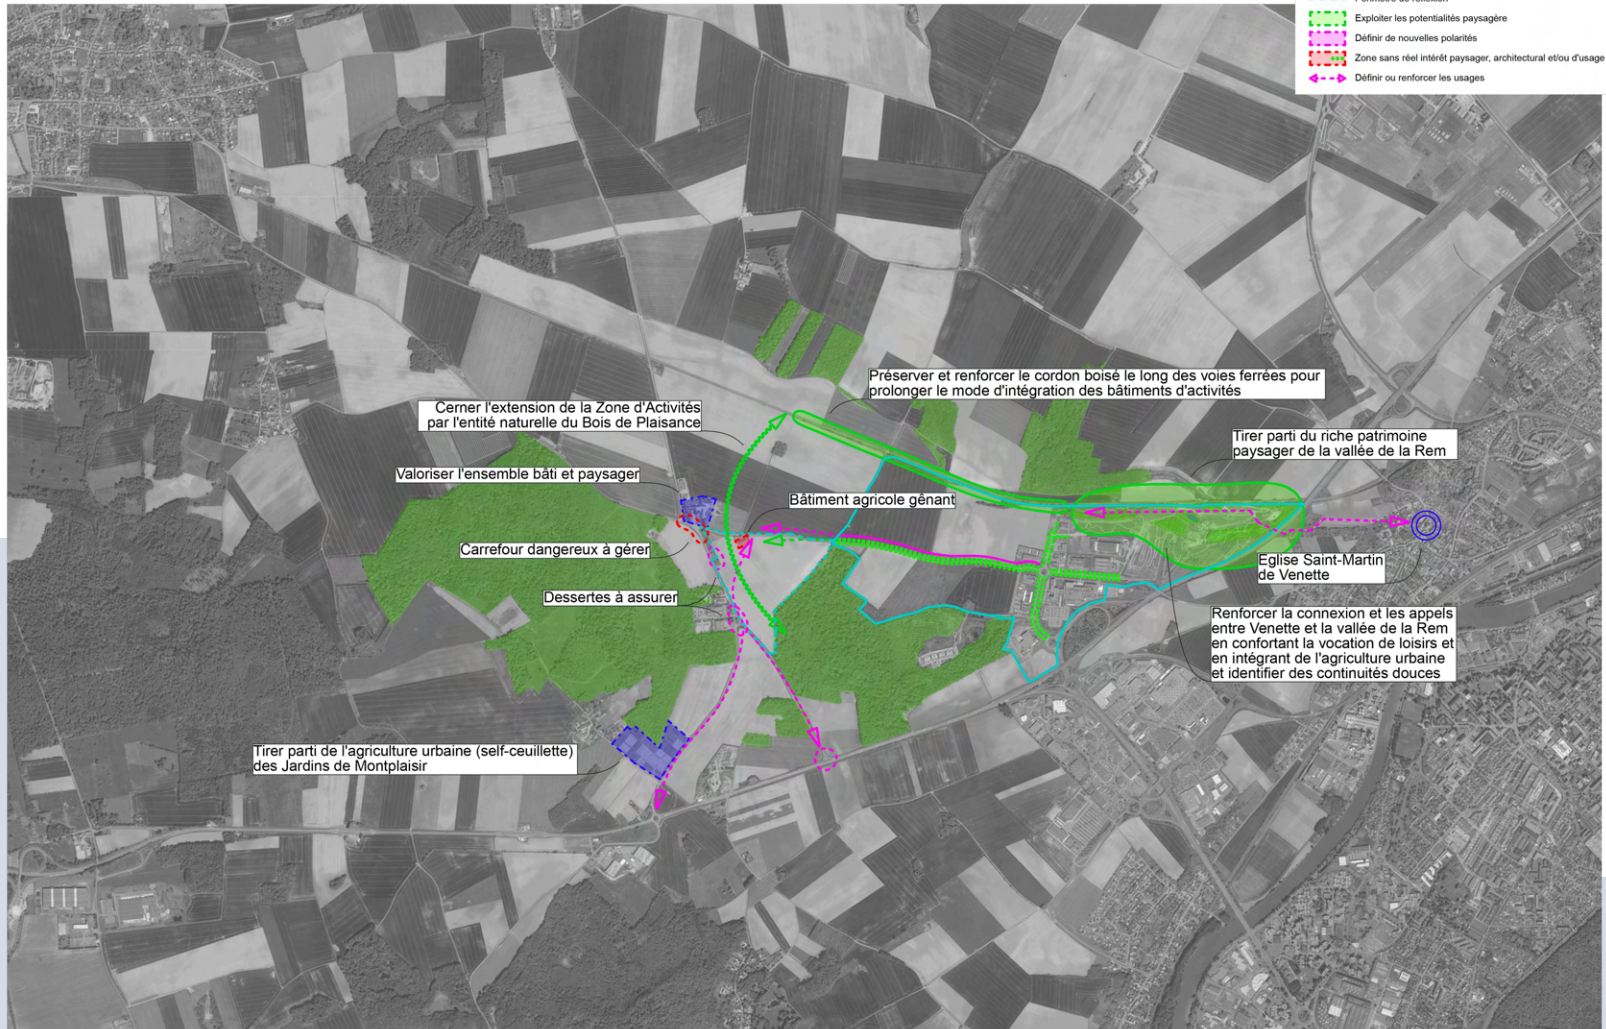 Périmètre de réflexion
Exploiter les potentialités paysagère
Définir de nouvelles polarités
Zone sans réel intérêt paysager, architectural et/ou d'usage
Définir ou renforcer les usages
Préserver et renforcer le cordon boisé le long des voies ferrées pour
prolonger le mode d'intégration des bâtiments d'activités
Cerner l'extension de la Zone d'Activités
par l'entité naturelle du Bois de Plaisance
Tirer parti du riche patrimoine
paysager de la vallée de la Rem
Valoriser l'ensemble bâti et paysager
Bâtiment agricole gênant
Carrefour dangereux à gérer
Eglise Saint-Martin
de Venette
Dessertes à assurer
Renforcer la connexion et les appels
entre Venette et la vallée de la Rem
en confortant la vocation de loisirs et
en intégrant de l'agriculture urbaine
et identifier des continuités douces
Tirer parti de l'agriculture urbaine (self-ceuillette)
des Jardins de Montplaisir